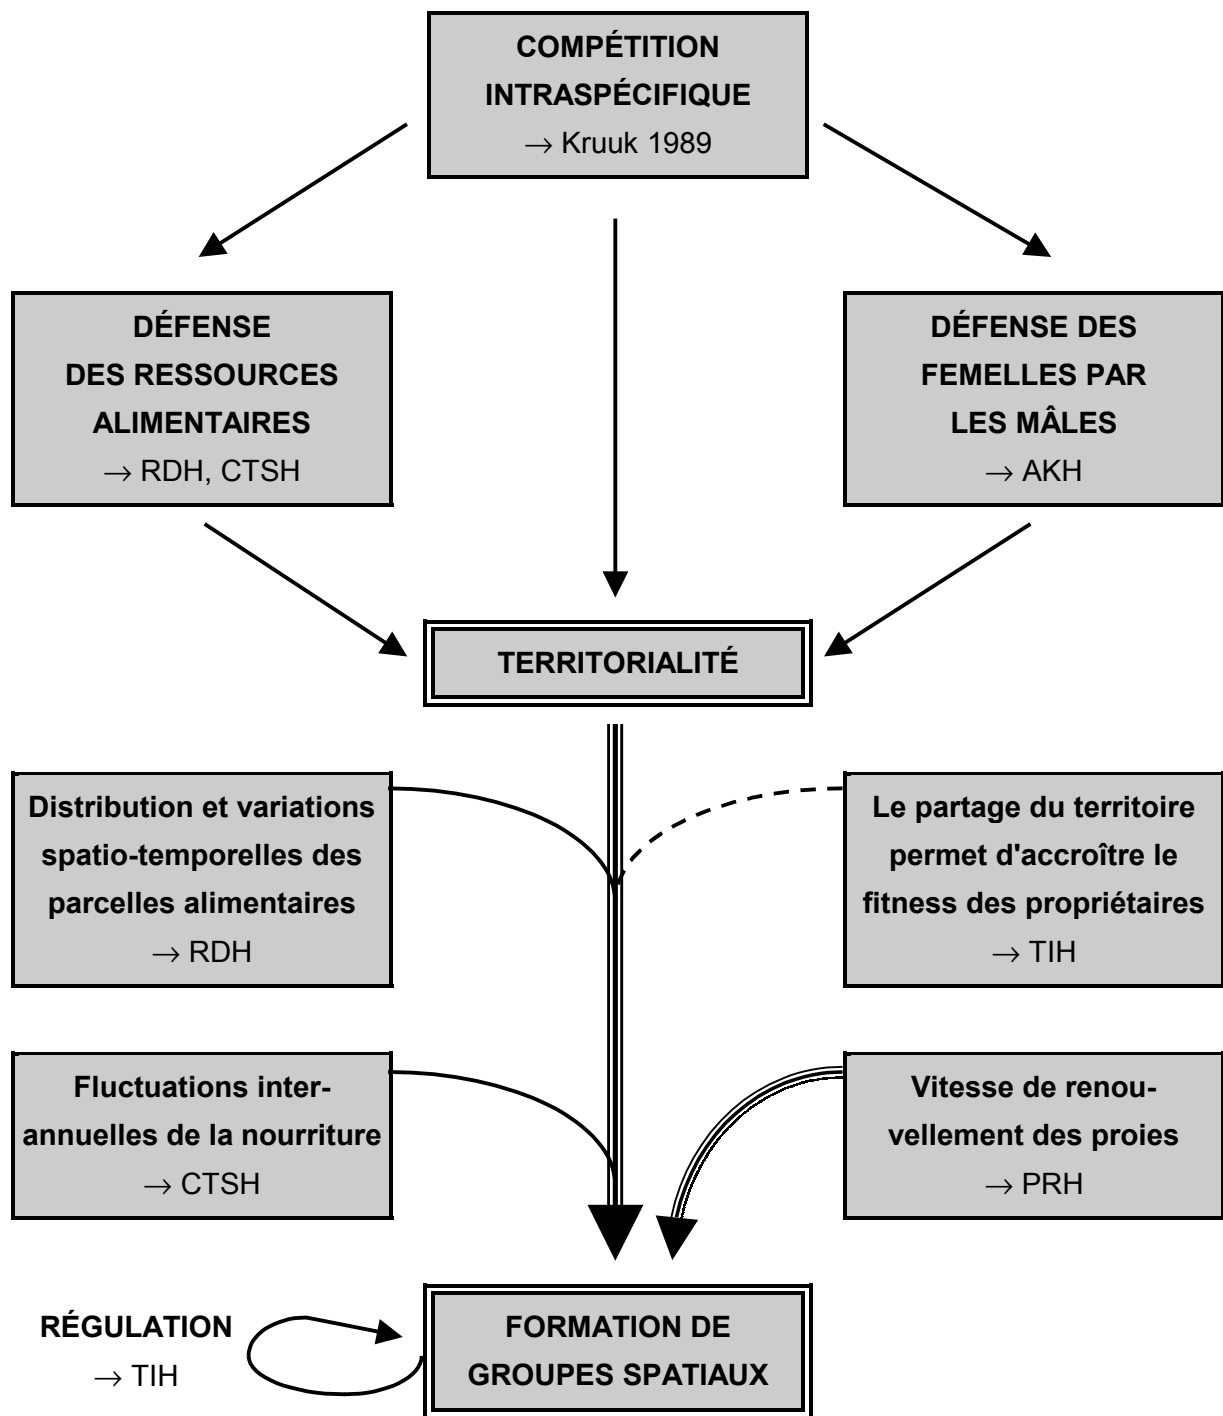 COMPÉTITION
INTRASPÉCIFIQUE
→ Kruuk 1989
DÉFENSE
DES RESSOURCES
ALIMENTAIRES
→ RDH, CTSH
DÉFENSE DES
FEMELLES PAR
LES MÂLES
→ AKH
TERRITORIALITÉ
Distribution et variations
spatio-temporelles des
parcelles alimentaires
→ RDH
Le partage du territoire
permet d'accroître le
fitness des propriétaires
→ TIH
Fluctuations inter-
annuelles de la nourriture
→ CTSH
Vitesse de renou-
vellement des proies
→ PRH
RÉGULATION
→ TIH
FORMATION DE
GROUPES SPATIAUX